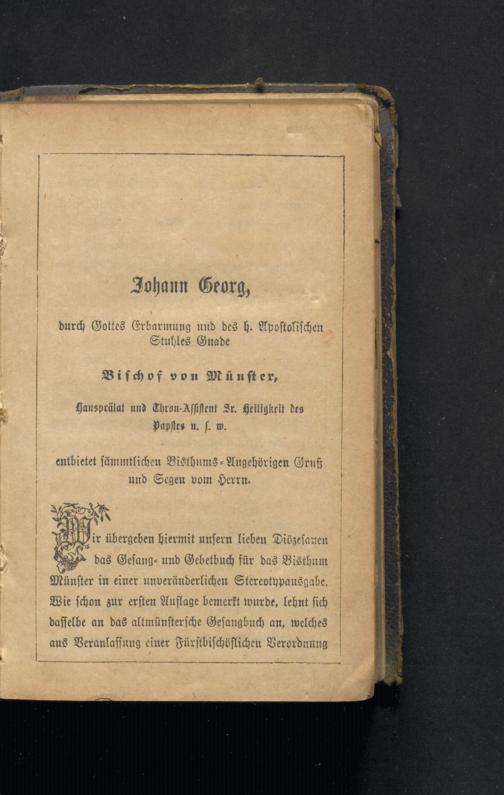 Johann Georg,
durch Gottes Erbarmung und des h. Apostolischen
Stuhles Gnade
Bischof von Münster,
Hausprälat und Thron-Assistent Sr. Heiligkeit des
Papstes u. s. w.
entbietet sämmtlichen Bisthums-Angehörigen Gruß
und Segen vom Herrn.
Wir übergeben hiermit unsern lieben Diözesanen
das Gesang- und Gebetbuch für das Bisthum
Münster in einer unveränderlichen Stereotypausgabe.
Wie schon zur ersten Auflage bemerkt wurde, lehnt sich
dasselbe an das altmünstersche Gesangbuch an, welches
aus Veranlassung einer Fürstbischöflichen Verordnung